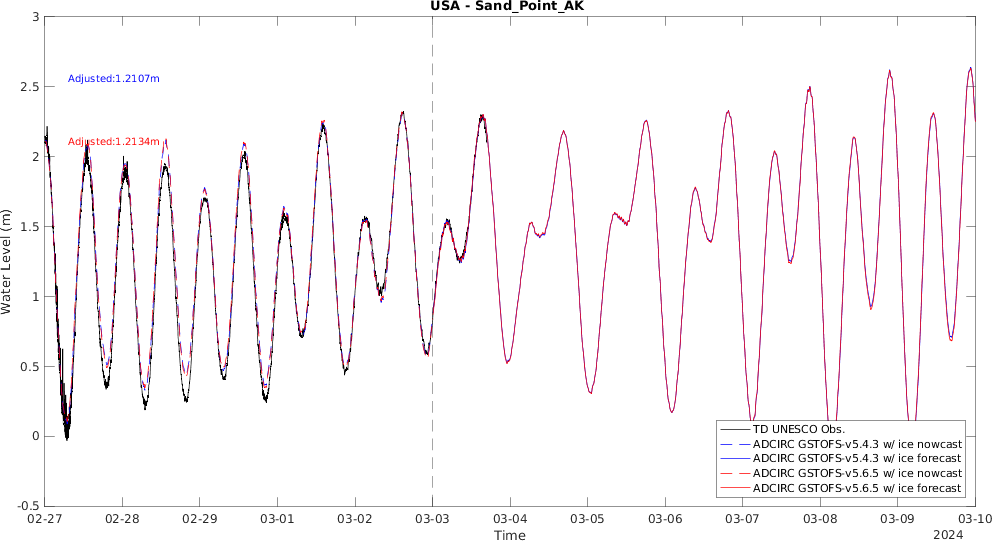 USA - Sand_Point_AK
3
2.5
2
1.5
1
0.5
0
-0.5
Water Level (m)
Adjusted:1.2107m
Adjusted:1.2134m
TD UNESCO Obs.
ADCIRC GSTOFS-v5.4.3 w/ ice nowcast
ADCIRC GSTOFS-v5.4.3 w/ ice forecast
ADCIRC GSTOFS-v5.6.5 w/ ice nowcast
ADCIRC GSTOFS-v5.6.5 w/ ice forecast
02-27 02-28 02-29 03-01 03-02 03-03 03-04 03-05 03-06 03-07 03-08 03-09 03-10
Time
2024